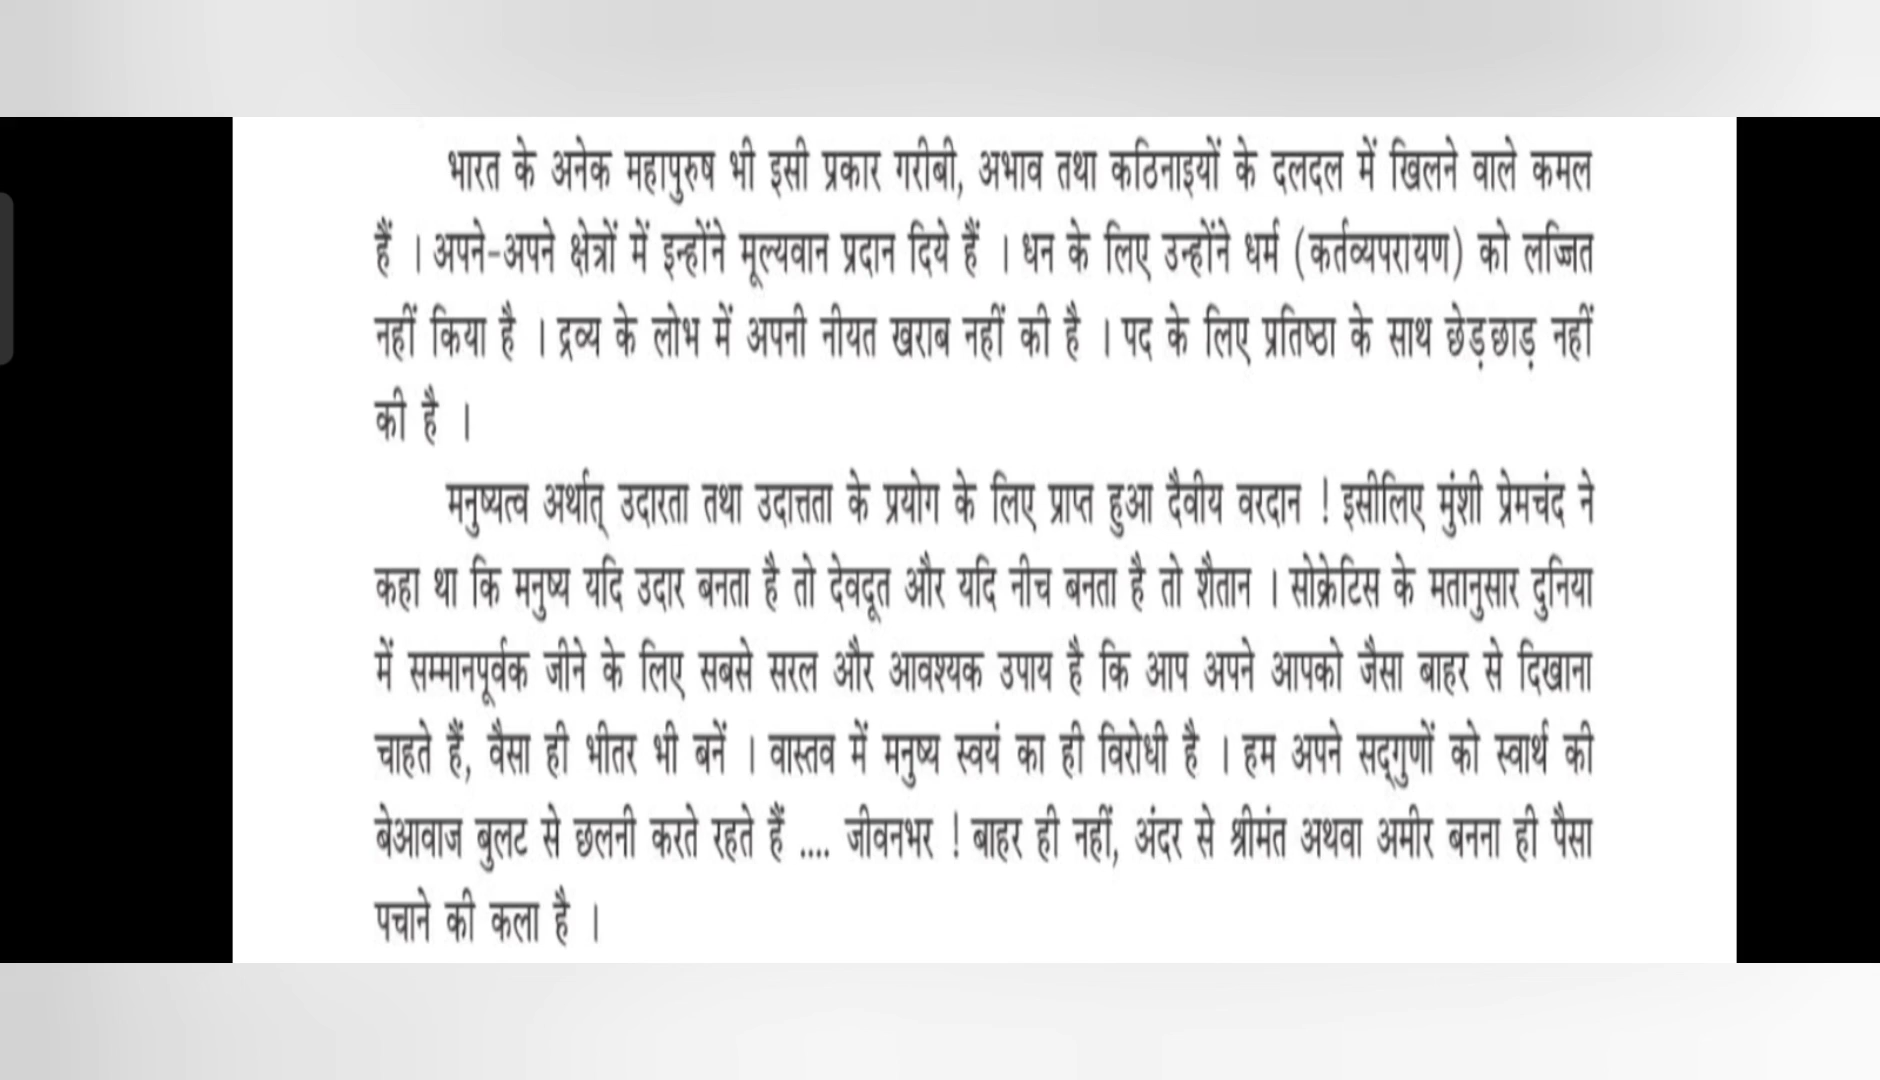 भारत के अनेक महापुरुष भी इसी प्रकार गरीबी, अभाव तथा कठिनाइयों के दलदल में खिलने वाले कमल
हैं । अपने-अपने क्षेत्रों में इन्होंने मूल्यवान प्रदान दिये हैं । धन के लिए उन्होंने धर्म (कर्तव्यपरायण) को लज्जित
नहीं किया है । द्रव्य के लोभ में अपनी नीयत खराब नहीं की है । पद के लिए प्रतिष्ठा के साथ छेड़छाड़ नहीं
की है ।
मनुष्यत्व अर्थात् उदारता तथा उदात्तता के प्रयोग के लिए प्राप्त हुआ दैवीय वरदान ! इसीलिए मुंशी प्रेमचंद ने
कहा था कि मनुष्य यदि उदार बनता है तो देवदूत और यदि नीच बनता है तो शैतान । सोक्रेटिस के मतानुसार दुनिया
में सम्मानपूर्वक जीने के लिए सबसे सरल और आवश्यक उपाय है कि आप अपने आपको जैसा बाहर से दिखाना
चाहते हैं, वैसा ही भीतर भी बनें । वास्तव में मनुष्य स्वयं का ही विरोधी है । हम अपने सद्‌गुणों को स्वार्थ की
बेआवाज बुलट से छलनी करते रहते हैं .... जीवनभर ! बाहर ही नहीं, अंदर से श्रीमंत अथवा अमीर बनना ही पैसा
पचाने की कला है ।